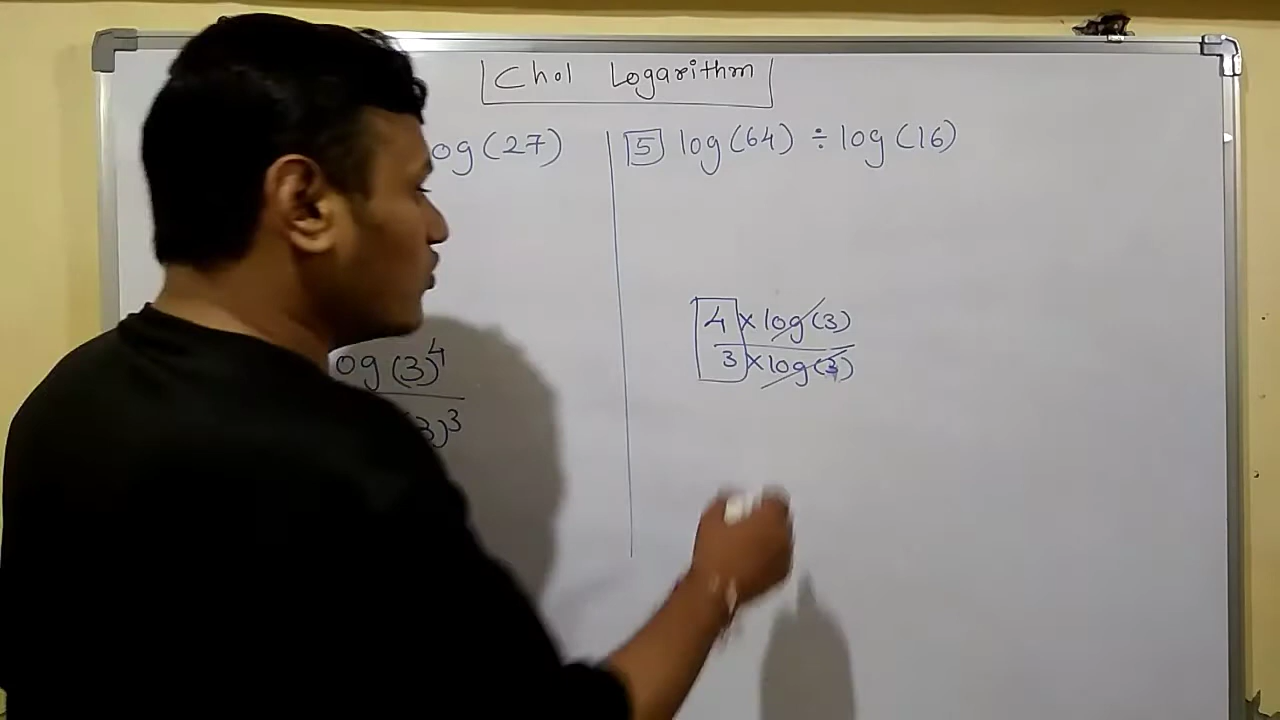 Chol Logarithm
og(27)
5 log(64) ÷ log(16)
4 × log(3)
3 × log(3)
og(3)⁴
3)³